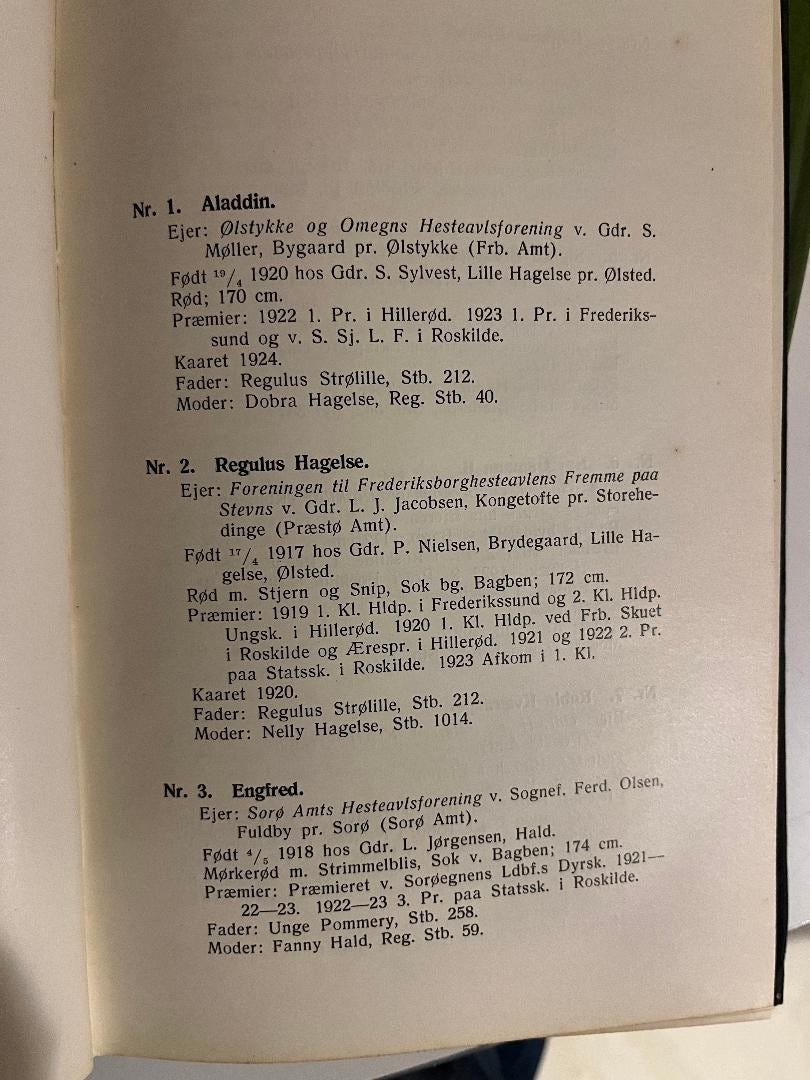 Nr. 1. Aladdin.
Ejer: Ølstykke og Omegns Hesteavlsforening v. Gdr. S.
Møller, Bygaard pr. Ølstykke (Frb. Amt).
Født 19/4 1920 hos Gdr. S. Sylvest, Lille Hagelse pr. Ølsted.
Rød; 170 cm.
Præmier: 1922 1. Pr. i Hillerød. 1923 1. Pr. i Frederiks-
sund og v. S. Sj. L. F. i Roskilde.
Kaaret 1924.
Fader: Regulus Strølille, Stb. 212.
Moder: Dobra Hagelse, Reg. Stb. 40.
Nr. 2. Regulus Hagelse.
Ejer: Foreningen til Frederiksborghesteavlens Fremme paa
Stevns v. Gdr. L. J. Jacobsen, Kongetofte pr. Storehe-
dinge (Præstø Amt).
Født 17/4 1917 hos Gdr. P. Nielsen, Brydegaard, Lille Ha-
gelse, Ølsted.
Rød m. Stjern og Snip, Sok bg. Bagben; 172 cm.
Præmier: 1919 1. Kl. Hldp. i Frederikssund og 2. Kl. Hldp.
Ungsk. i Hillerød. 1920 1. Kl. Hldp. ved Frb. Skuet
i Roskilde og Ærespr. i Hillerød. 1921 og 1922 2. Pr.
paa Statssk. i Roskilde. 1923 Afkom i 1. Kl.
Kaaret 1920.
Fader: Regulus Strølille, Stb. 212.
Moder: Nelly Hagelse, Stb. 1014.
Nr. 3. Engfred.
Ejer: Sorø Amts Hesteavlsforening v. Sognef. Ferd. Olsen,
Fuldby pr. Sorø (Sorø Amt).
Født 4/5 1918 hos Gdr. L. Jørgensen, Hald.
Mørkerød m. Strimmelblis, Sok v. Bagben; 174 cm.
Præmier: Præmieret v. Sorøegnens Ldbf.s Dyrsk. 1921—
22—23. 1922—23 3. Pr. paa Statssk. i Roskilde.
Fader: Unge Pommery, Stb. 258.
Moder: Fanny Hald, Reg. Stb. 59.